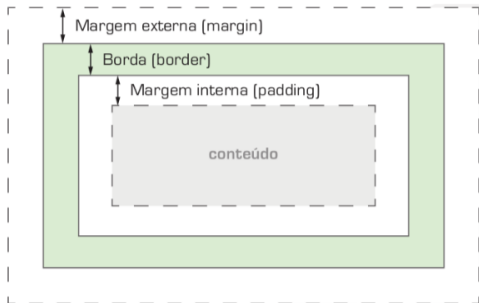 Margem externa (margin)
Borda (border)
Margem interna (padding)
conteúdo